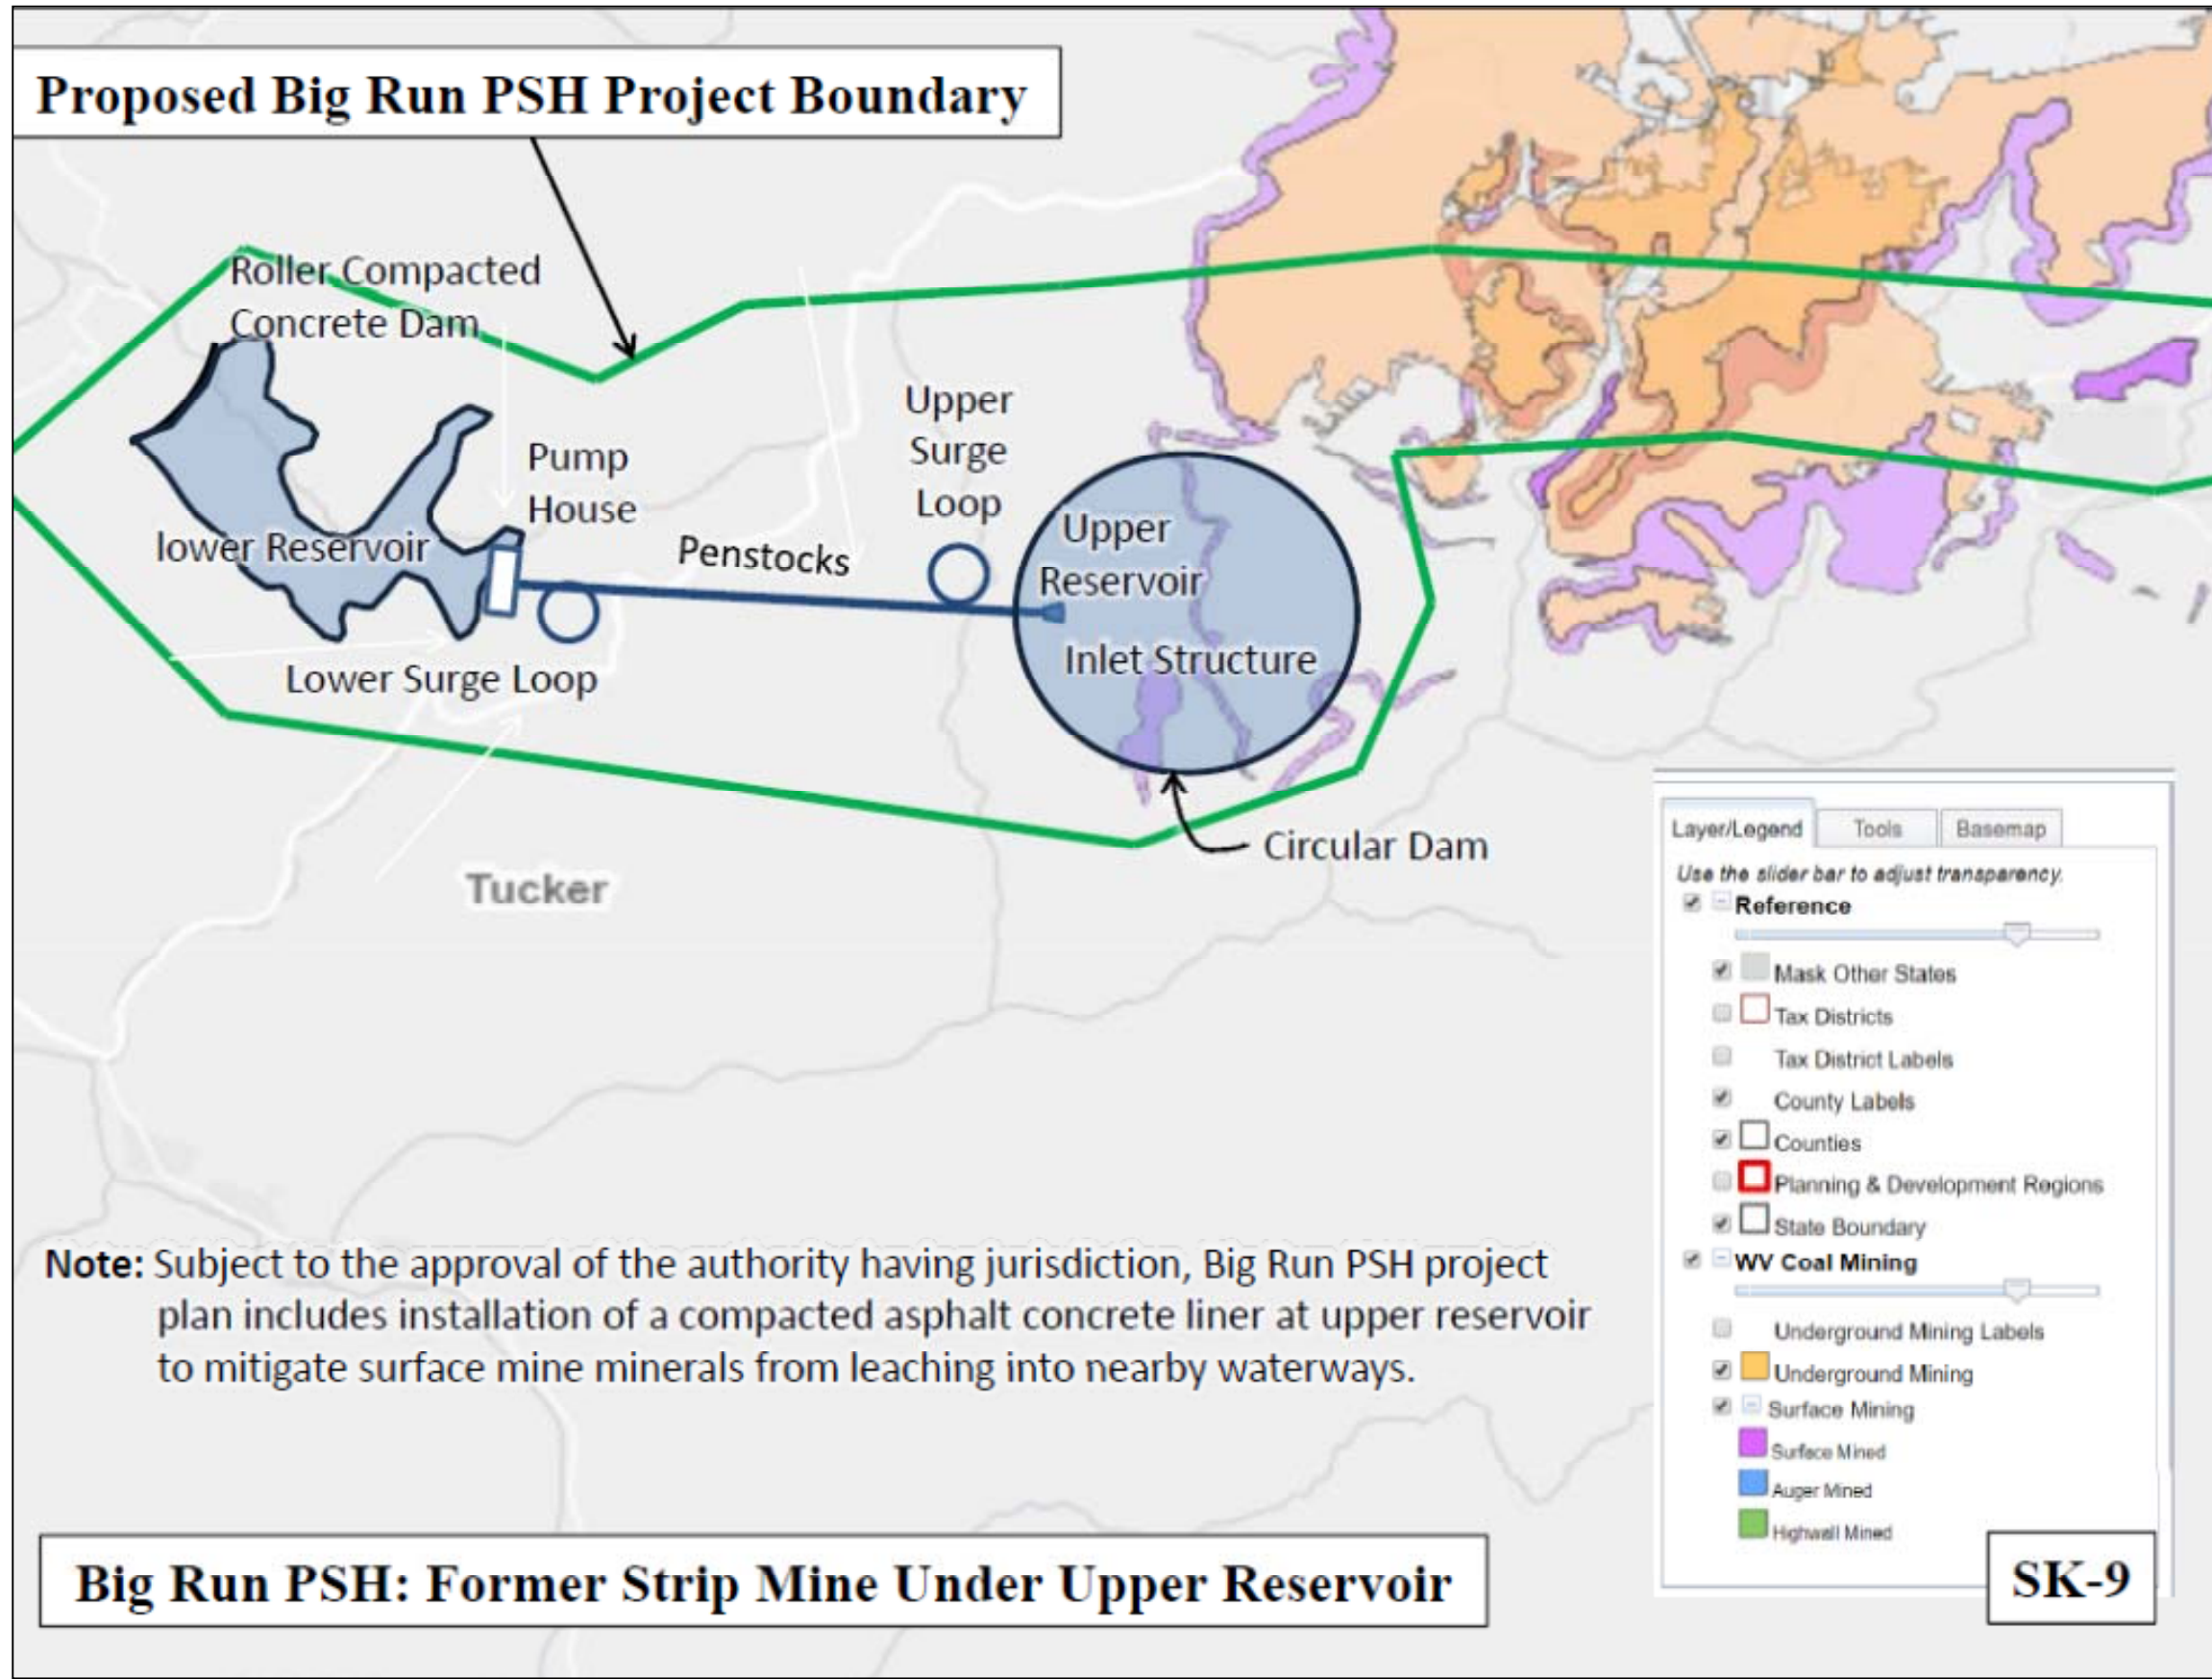 Proposed Big Run PSH Project Boundary
Roller Compacted
Concrete Dam
Upper
Surge
Loop
Pump
House
lower Reservoir
Penstocks
Upper
Reservoir
Inlet Structure
Lower Surge Loop
Circular Dam
Tucker
Layer/Legend
Tools
Basemap
Use the slider bar to adjust transparency.
Reference
Mask Other States
Tax Districts
Tax District Labels
County Labels
Counties
Planning & Development Regions
State Boundary
WV Coal Mining
Underground Mining Labels
Underground Mining
Surface Mining
Surface Mined
Auger Mined
Highwall Mined
Note: Subject to the approval of the authority having jurisdiction, Big Run PSH project
plan includes installation of a compacted asphalt concrete liner at upper reservoir
to mitigate surface mine minerals from leaching into nearby waterways.
Big Run PSH: Former Strip Mine Under Upper Reservoir
SK-9